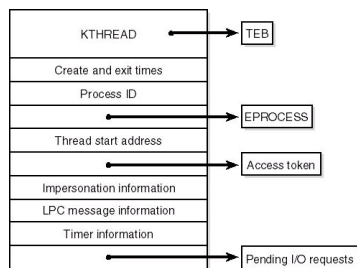 KTHREAD
TEB
Create and exit times
Process ID
EPROCESS
Thread start address
Access token
Impersonation information
LPC message information
Timer information
Pending I/O requests